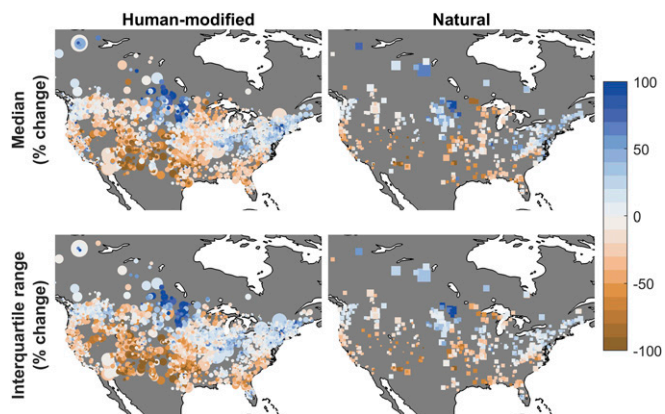 Human-modified
Natural
Median
(% change)
Interquartile range
(% change)
100
50
0
-50
-100